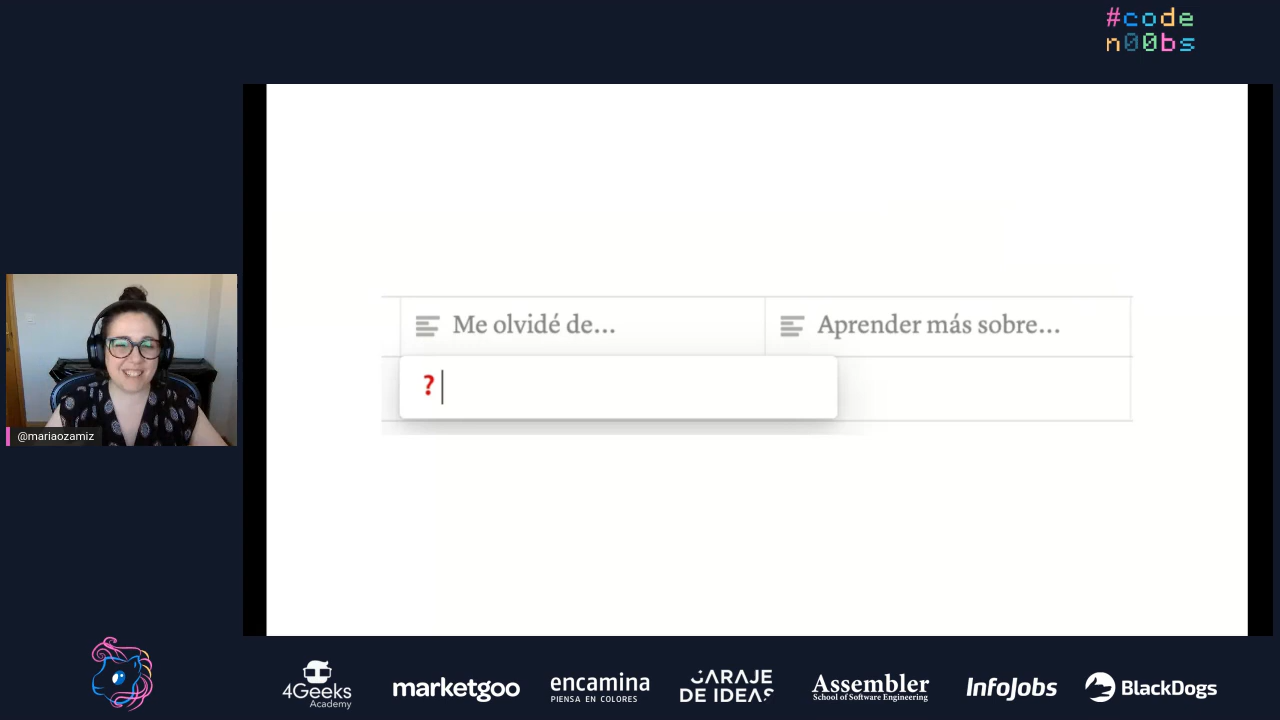 #code
n00bs
Me olvidé de...
Aprender más sobre...
?
@mariaozamiz
4Geeks
Academy
marketgoo
encamina
PIENSA EN COLORES
GARAJE
DE IDEAS
Assembler
School of Software Engineering
InfoJobs
BlackDogs